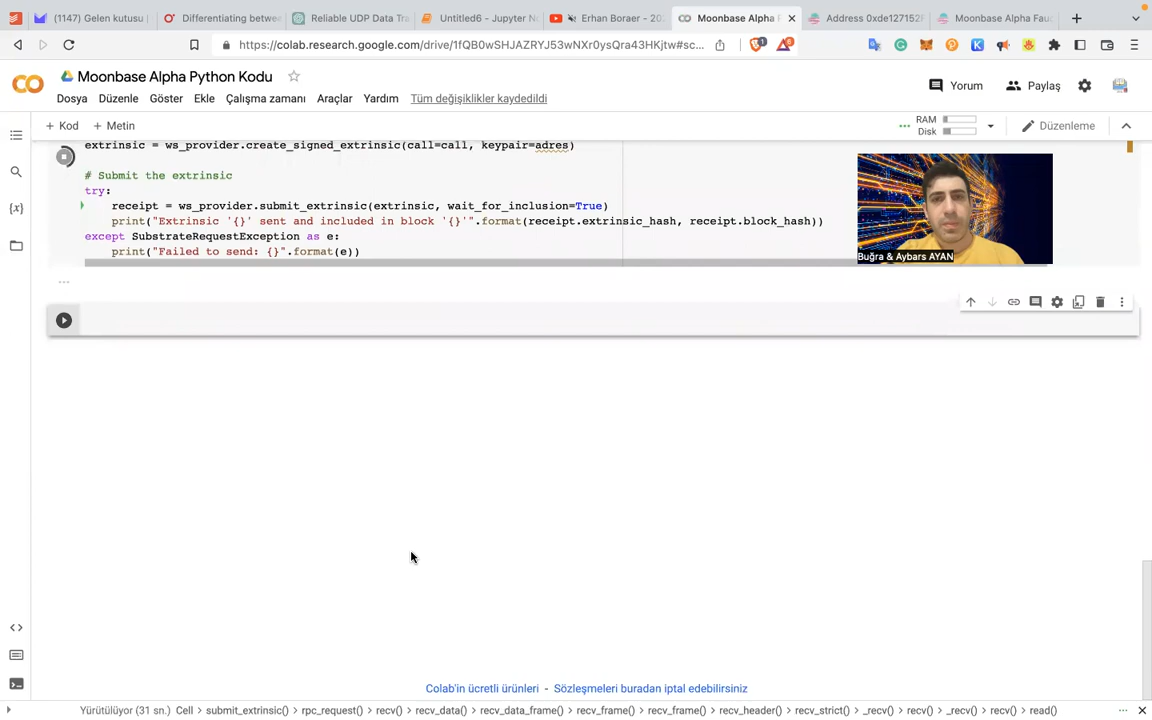 (1147) Gelen kutusu
Differentiating betwe
Reliable UDP Data Tra
Untitled6 - Jupyter N
Erhan Boraer - 202
Moonbase Alpha P
Address 0xde127152F
Moonbase Alpha Fau
https://colab.research.google.com/drive/1fQB0wSHJAZRYJ53wNXr0ysQra43HKjtw#sc...
Moonbase Alpha Python Kodu
Yorum
Paylaş
Dosya Düzenle Göster Ekle Çalışma zamanı Araçlar Yardım Tüm değişiklikler kaydedildi
+ Kod + Metin
RAM
Disk
Düzenleme
extrinsic = ws_provider.create_signed_extrinsic(call=call, keypair=adres)
# Submit the extrinsic
try:
receipt = ws_provider.submit_extrinsic(extrinsic, wait_for_inclusion=True)
print("Extrinsic '{}' sent and included in block '{}'".format(receipt.extrinsic_hash, receipt.block_hash))
except SubstrateRequestException as e:
print("Failed to send: {}".format(e))
Buğra & Aybars AYAN
Colab'in ücretli ürünleri - Sözleşmeleri buradan iptal edebilirsiniz
Yürütülüyor (31 sn.) Cell > submit_extrinsic() > rpc_request() > recv() > recv_data() > recv_data_frame() > recv_frame() > recv_frame() > recv_header() > recv_strict() > _recv() > recv() > _recv() > recv() > read()